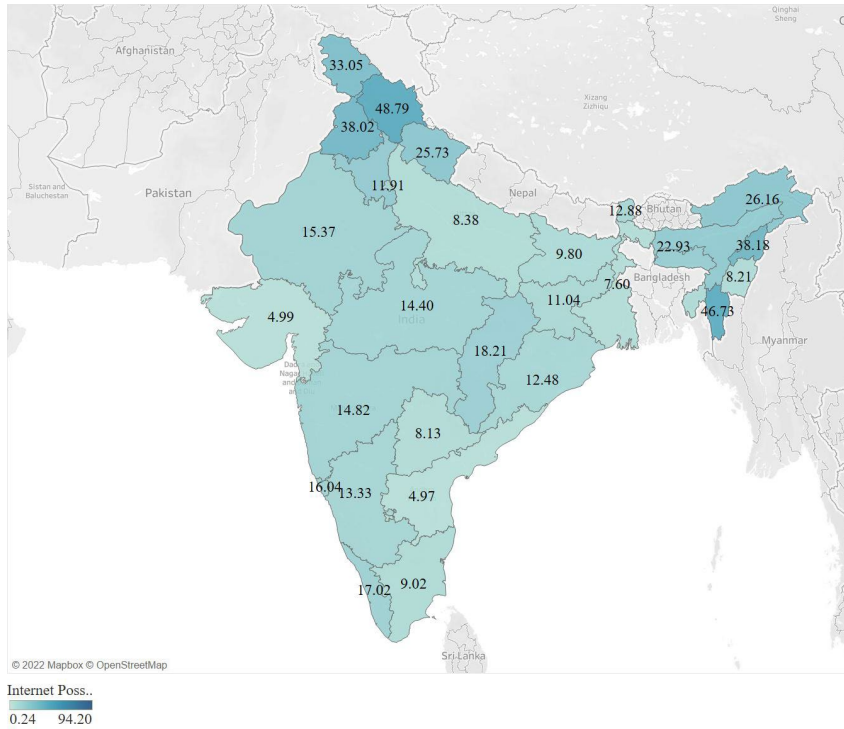 Qinghai
Sheng
Afghanistan
33.05
Xizang
Zizhiqu
48.79
38.02
25.73
Sistan and
Baluchestan
Pakistan
11.91
Nepal
26.16
12.88
Bhutan
8.38
15.37
22.93
38.18
9.80
8.21
7.60
Bangladesh
11.04
14.40
India
4.99
46.73
Myanmar
18.21
12.48
14.82
8.13
16.04
13.33
4.97
17.02
9.02
Sri Lanka
© 2022 Mapbox © OpenStreetMap
Internet Poss..
0.24 94.20